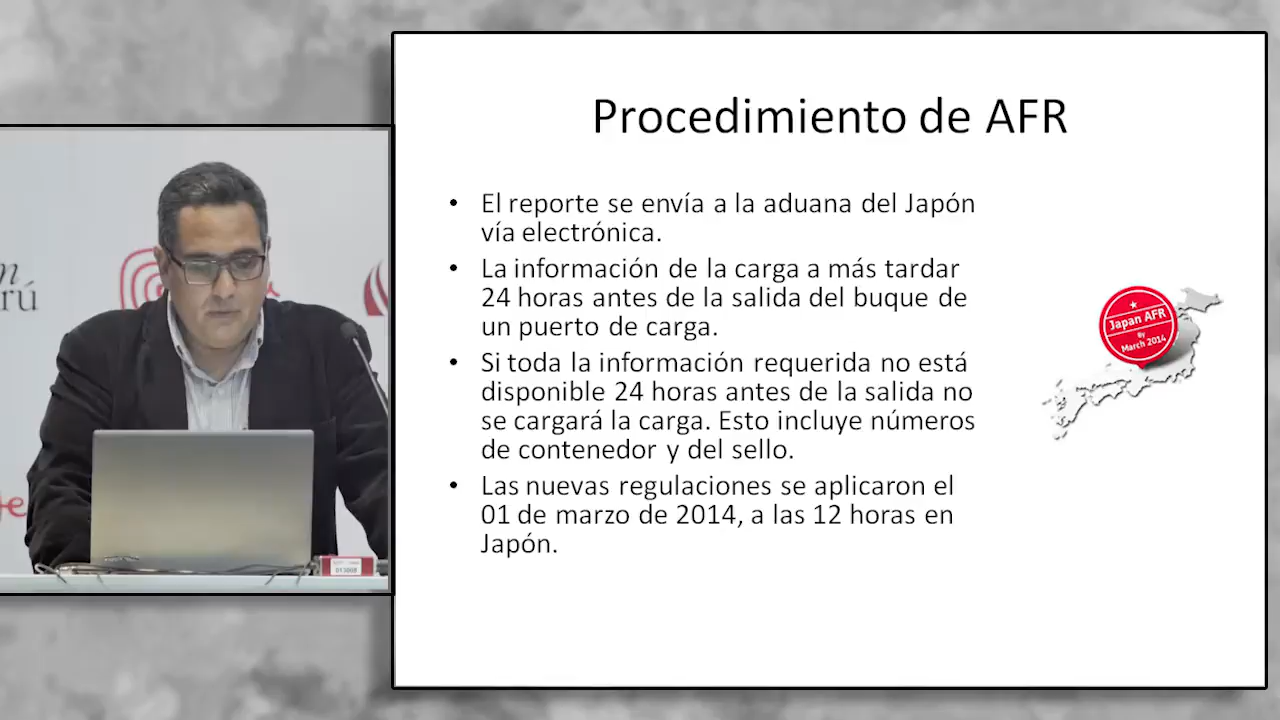 Procedimiento de AFR
• El reporte se envía a la aduana del Japón
vía electrónica.
• La información de la carga a más tardar
24 horas antes de la salida del buque de
un puerto de carga.
• Si toda la información requerida no está
disponible 24 horas antes de la salida no
se cargará la carga. Esto incluye números
de contenedor y del sello.
• Las nuevas regulaciones se aplicaron el
01 de marzo de 2014, a las 12 horas en
Japón.
Japan AFR
By
March 2014
rú